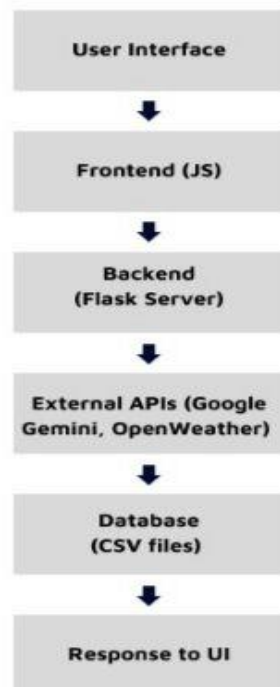 User Interface
Frontend (JS)
Backend
(Flask Server)
External APIs (Google
Gemini, OpenWeather)
Database
(CSV files)
Response to UI